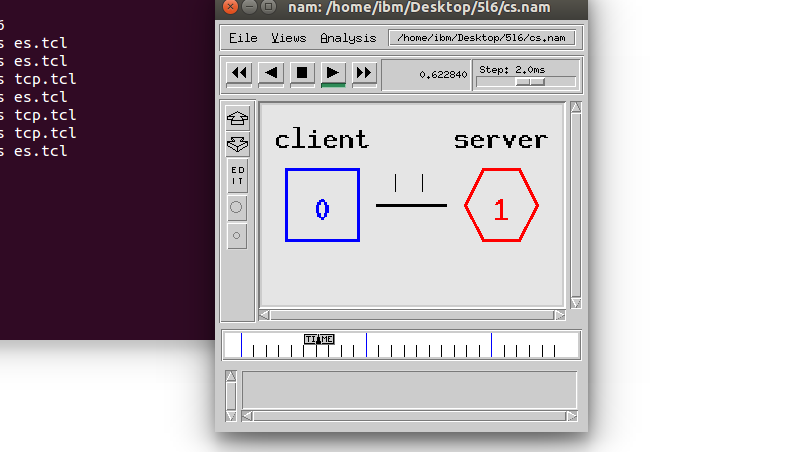 6
s es.tcl
s es.tcl
s tcp.tcl
s es.tcl
s tcp.tcl
s tcp.tcl
s es.tcl
nam: /home/ibm/Desktop/5l6/cs.nam
File Views Analysis /home/ibm/Desktop/5l6/cs.nam
0.622840 Step: 2.0ms
ED
IT
client server
0 1
TIME